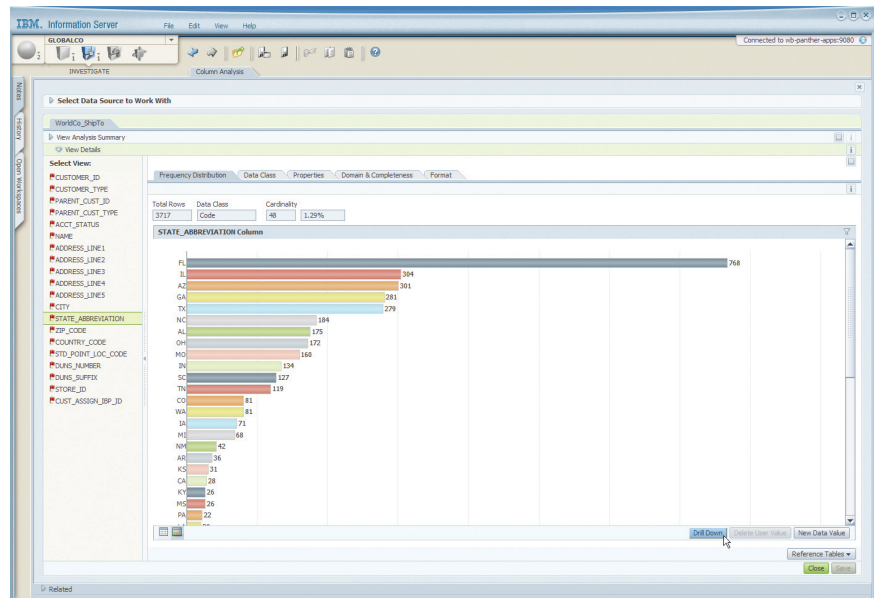 IBM. Information Server File Edit View Help
GLOBALCO
Connected to wb-panther-apps:9080
INVESTIGATE Column Analysis
Notes
History
Open Workspaces
Select Data Source to Work With
WorldCo_ShipTo
View Analysis Summary
View Details
Select View:
CUSTOMER_ID
CUSTOMER_TYPE
PARENT_CUST_ID
PARENT_CUST_TYPE
ACCT_STATUS
NAME
ADDRESS_LINE1
ADDRESS_LINE2
ADDRESS_LINE3
ADDRESS_LINE4
ADDRESS_LINE5
CITY
STATE_ABBREVIATION
ZIP_CODE
COUNTRY_CODE
STD_POINT_LOC_CODE
DUNS_NUMBER
DUNS_SUFFIX
STORE_ID
CUST_ASSIGN_IBP_ID
Frequency Distribution Data Class Properties Domain & Completeness Format
Total Rows Data Class Cardinality
3717 Code 48 1.29%
STATE_ABBREVIATION Column
FL 768
IL 304
AZ 301
GA 281
TX 279
NC 184
AL 175
OH 172
MO 160
IN 134
SC 127
TN 119
CO 81
WA 81
IA 71
MI 68
NM 42
AR 36
KS 31
CA 28
KY 26
MS 26
PA 22
Drill Down Delete User Value New Data Value
Reference Tables
Close Save
Related